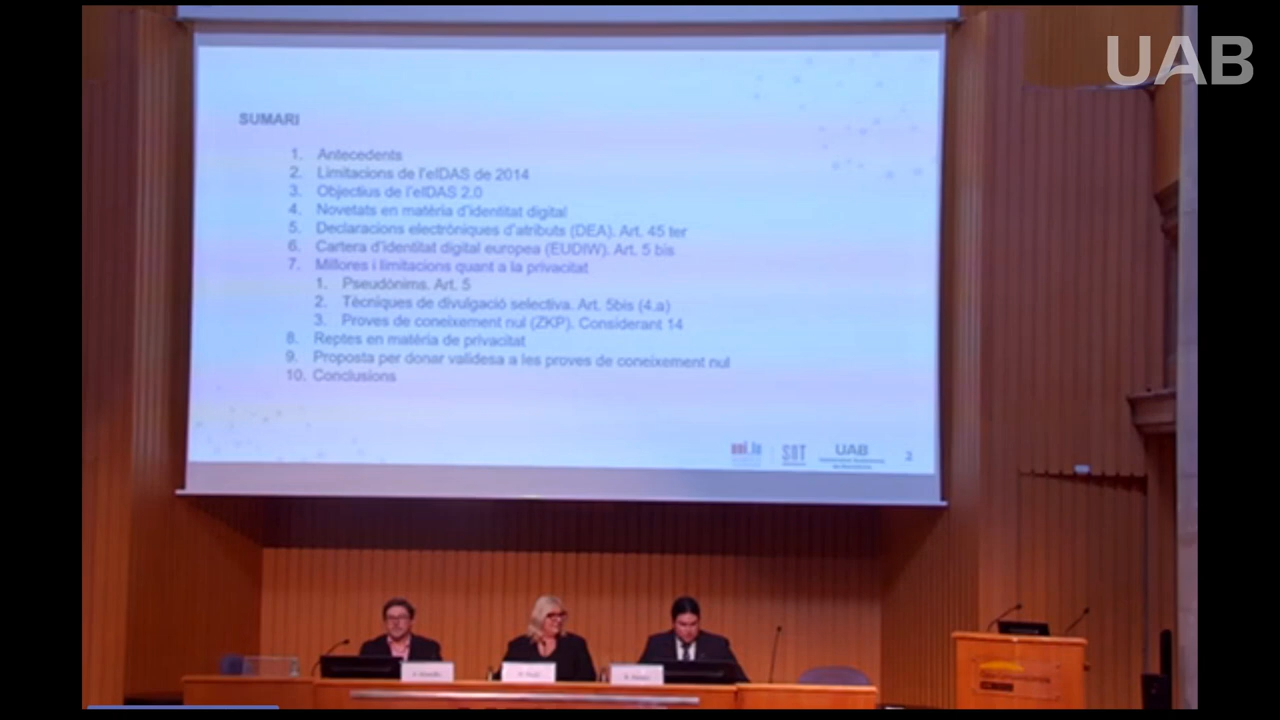 UAB
SUMARI
1. Antecedents
2. Limitacions de l'eIDAS de 2014
3. Objectius de l'eIDAS 2.0
4. Novetats en matèria d'identitat digital
5. Declaracions electròniques d'atributs (DEA). Art. 45 ter
6. Cartera d'identitat digital europea (EUDIW). Art. 5 bis
7. Millores i limitacions quant a la privacitat
1. Pseudònims. Art. 5
2. Tècniques de divulgació selectiva. Art. 5bis (4.a)
3. Proves de coneixement nul (ZKP). Considerant 14
8. Reptes en matèria de privacitat
9. Proposta per donar validesa a les proves de coneixement nul
10. Conclusions
uni.lu SNT UAB 2